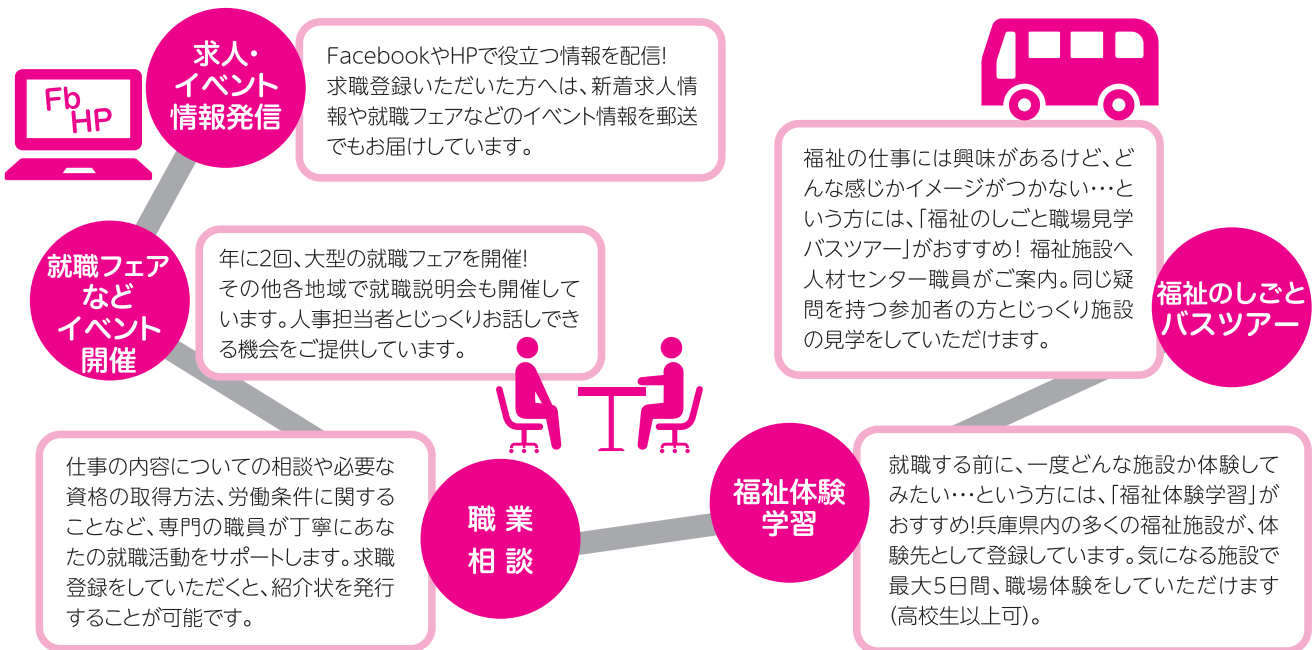 Fb
HP
求人・
イベント
情報発信
FacebookやHPで役立つ情報を配信!
求職登録いただいた方へは、新着求人情
報や就職フェアなどのイベント情報を郵送
でもお届けしています。
就職フェア
など
イベント
開催
年に2回、大型の就職フェアを開催!
その他各地域で就職説明会も開催して
います。人事担当者とじっくりお話しでき
る機会をご提供しています。
仕事の内容についての相談や必要な
資格の取得方法、労働条件に関する
ことなど、専門の職員が丁寧にあな
たの就職活動をサポートします。求職
登録をしていただくと、紹介状を発行
することが可能です。
職業
相談
福祉体験
学習
就職する前に、一度どんな施設か体験して
みたい…という方には、「福祉体験学習」が
おすすめ!兵庫県内の多くの福祉施設が、体
験先として登録しています。気になる施設で
最大5日間、職場体験をしていただけます
(高校生以上可)。
福祉の仕事には興味があるけど、ど
んな感じかイメージがつかない…と
いう方には、「福祉のしごと職場見学
バスツアー」がおすすめ! 福祉施設へ
人材センター職員がご案内。同じ疑
問を持つ参加者の方とじっくり施設
の見学をしていただけます。
福祉のしごと
バスツアー